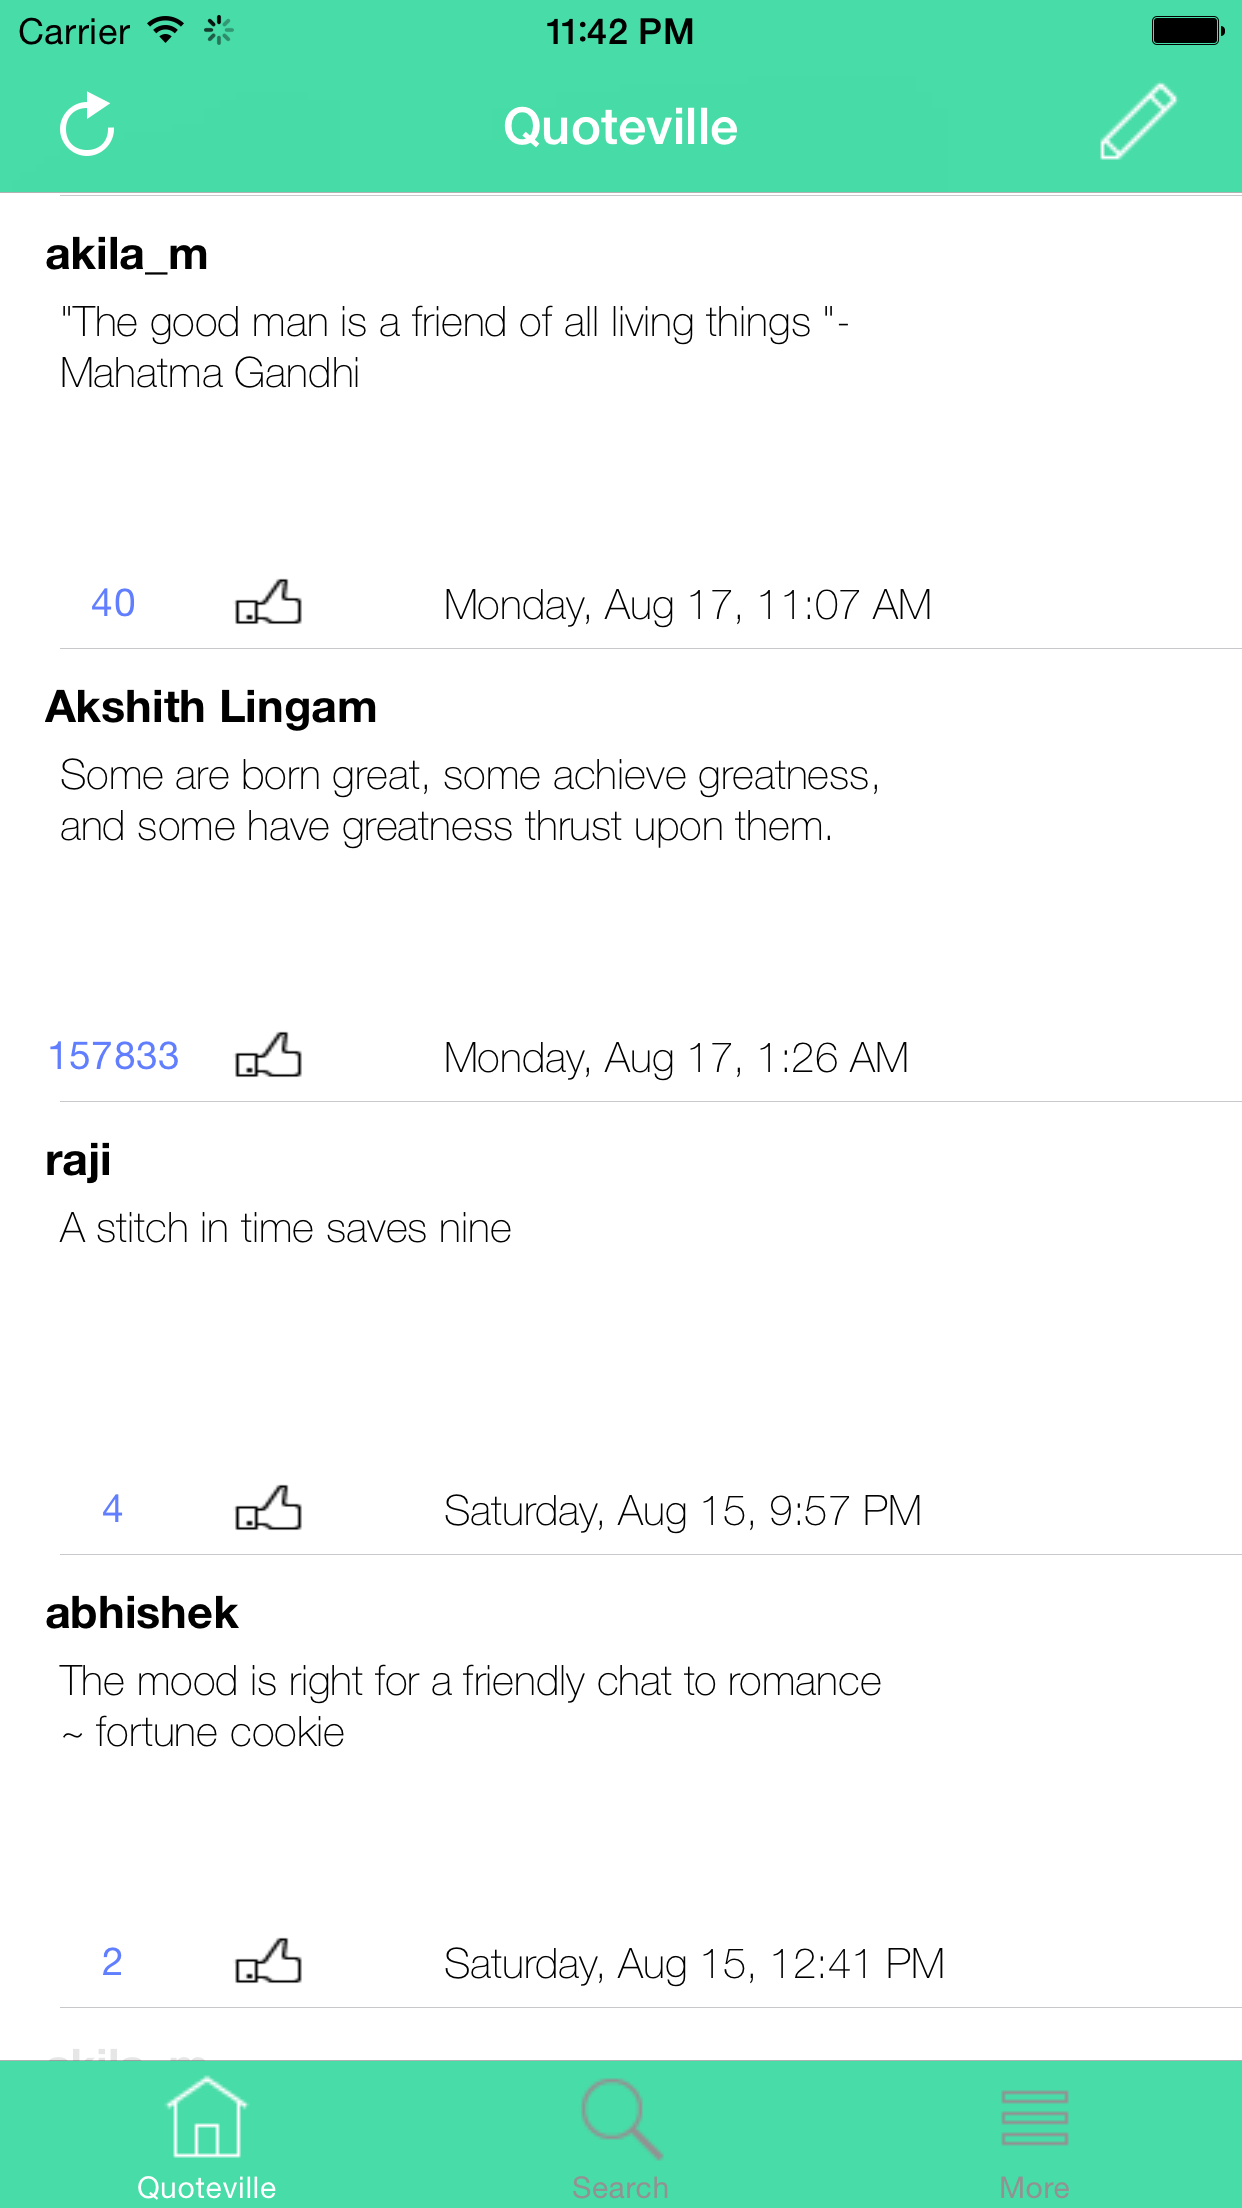 Carrier 11:42 PM
Quoteville
akila_m
"The good man is a friend of all living things "-
Mahatma Gandhi
40 Monday, Aug 17, 11:07 AM
Akshith Lingam
Some are born great, some achieve greatness,
and some have greatness thrust upon them.
157833 Monday, Aug 17, 1:26 AM
raji
A stitch in time saves nine
4 Saturday, Aug 15, 9:57 PM
abhishek
The mood is right for a friendly chat to romance
~ fortune cookie
2 Saturday, Aug 15, 12:41 PM
akila_m
Quoteville Search More